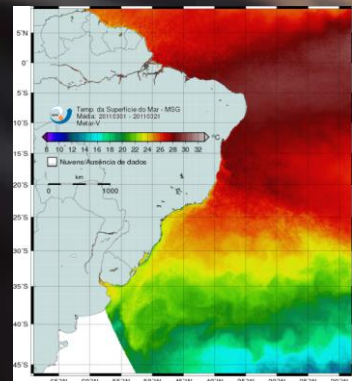 5°N
0°
5°S
10°S
15°S
20°S
25°S
30°S
35°S
40°S
45°S
Temp. da Superfície do Mar - MSG
Média: 20110301 - 20110321
°C
8 10 12 14 16 18 20 22 24 26 28 30 32
Nuvens/Ausência de dados
km
0 1000